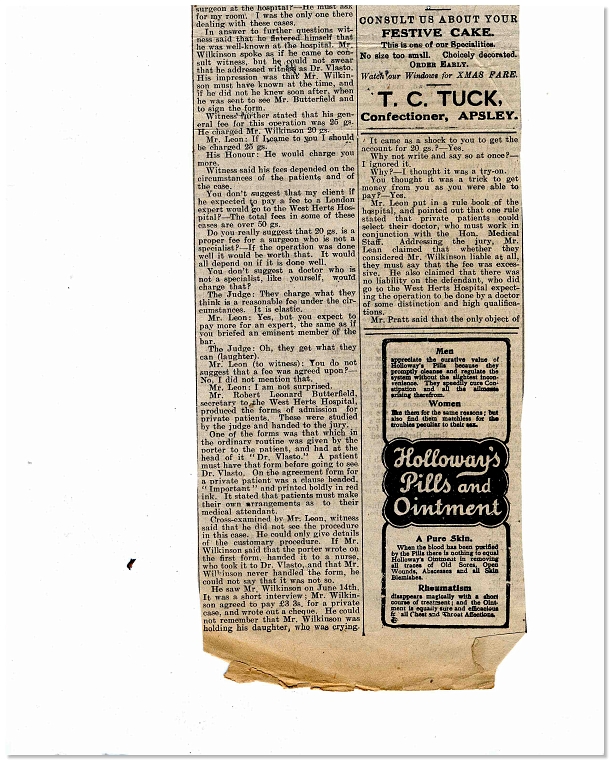 surgeon at the hospital?—He must ask
for my room. I was the only one there
dealing with these cases.
In answer to further questions wit-
ness said that he flatered himself that
he was well-known at the hospital. Mr.
Wilkinson spoke as if he came to con-
sult witness, but he could not swear
that he addressed witness as Dr. Vlasto.
His impression was that Mr. Wilkin-
son must have known at the time, and
if he did not he knew soon after, when
he was sent to see Mr. Butterfield and
to sign the form.
Witness further stated that his gen-
eral fee for this operation was 25 gs.
He charged Mr. Wilkinson 20 gs.
Mr. Leon: If I came to you I should
be charged 25 gs.
His Honour: He would charge you
more.
Witness said his fees depended on the
circumstances of the patients and of
the case.
You don't suggest that my client if
he expected to pay a fee to a London
expert would go to the West Herts Hos-
pital?—The total fees in some of these
cases are over 50 gs.
Do you really suggest that 20 gs. is a
proper fee for a surgeon who is not a
specialist?—If the operation was done
well it would be worth that. It would
all depend on if it is done well.
You don't suggest a doctor who is
not a specialist, like yourself, would
charge that?
The Judge: They charge what they
think is a reasonable fee under the cir-
cumstances. It is elastic.
Mr. Leon: Yes, but you expect to
pay more for an expert, the same as if
you briefed an eminent member of the
bar.
The Judge: Oh, they get what they
can (laughter).
Mr. Leon (to witness): You do not
suggest that a fee was agreed upon?—
No, I did not mention that.
Mr. Leon: I am not surprised.
Mr. Robert Leonard Butterfield,
secretary to the West Herts Hospital,
produced the forms of admission for
private patients. These were studied
by the judge and handed to the jury.
One of the forms was that which in
the ordinary routine was given by the
porter to the patient, and had at the
head of it "Dr. Vlasto." A patient
must have that form before going to see
Dr. Vlasto. On the agreement form for
a private patient was a clause headed,
"Important" and printed boldly in red
ink. It stated that patients must make
their own arrangements as to their
medical attendant.
Cross-examined by Mr. Leon, witness
said that he did not see the procedure
in this case. He could only give details
of the customary procedure. If Mr.
Wilkinson said that the porter wrote on
the first form, handed it to a nurse,
who took it to Dr. Vlasto, and that Mr.
Wilkinson never handled the form, he
could not say that it was not so.
He saw Mr. Wilkinson on June 14th.
It was a short interview; Mr. Wilkin-
son agreed to pay £3 3s. for a private
case, and wrote out a cheque. He could
not remember that Mr. Wilkinson was
holding his daughter, who was crying.
CONSULT US ABOUT YOUR
FESTIVE CAKE.
This is one of our Specialities.
No size too small. Choicely decorated.
ORDER EARLY.
Watch our Windows for XMAS FARE.
T. C. TUCK,
Confectioner, APSLEY.
It came as a shock to you to get the
account for 20 gs.?—Yes.
Why not write and say so at once?—
I ignored it.
Why?—I thought it was a try-on.
You thought it was a trick to get
money from you as you were able to
pay?—Yes.
Mr. Leon put in a rule book of the
hospital, and pointed out that one rule
stated that private patients could
select their doctor, who must work in
conjunction with the Hon. Medical
Staff. Addressing the jury, Mr.
Lean claimed that whether they
considered Mr. Wilkinson liable at all,
they must say that the fee was exces-
sive. He also claimed that there was
no liability on the defendant, who did
go to the West Herts Hospital expect-
ing the operation to be done by a doctor
of some distinction and high qualifica-
tions.
Mr. Pratt said that the only object of
Men
appreciate the curative value of
Holloway's Pills because they
promptly cleanse and regulate the
system without the slightest incon-
venience. They speedily cure Con-
stipation and all the ailments
arising therefrom.
Women
like them for the same reasons; but
also find them matchless for the
troubles peculiar to their sex.
Holloway's
Pills and
Ointment
A Pure Skin.
When the blood has been purified
by the Pills there is nothing to equal
Holloway's Ointment in removing
all traces of Old Sores, Open
Wounds, Abscesses and all Skin
Blemishes.
Rheumatism
disappears magically with a short
course of treatment; and the Oint-
ment is equally sure and efficacious
in all Chest and Throat Affections.